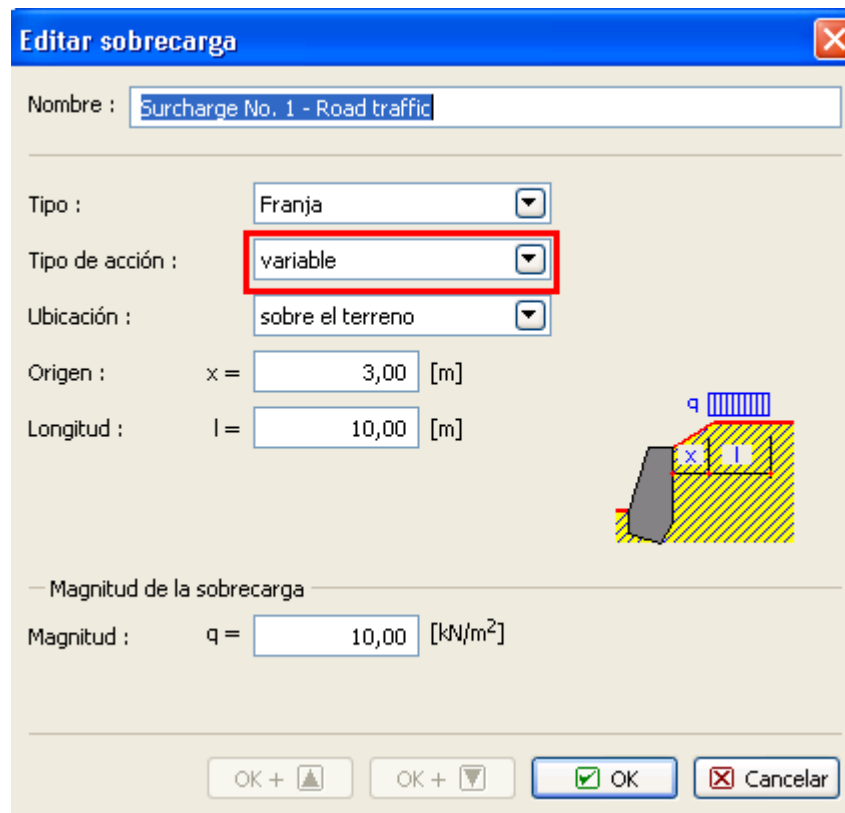 Editar sobrecarga
Nombre : Surcharge No. 1 - Road traffic
Tipo : Franja
Tipo de acción : variable
Ubicación : sobre el terreno
Origen : x = 3,00 [m]
Longitud : l = 10,00 [m]
q
x l
Magnitud de la sobrecarga
Magnitud : q = 10,00 [kN/m²]
OK + OK + OK Cancelar